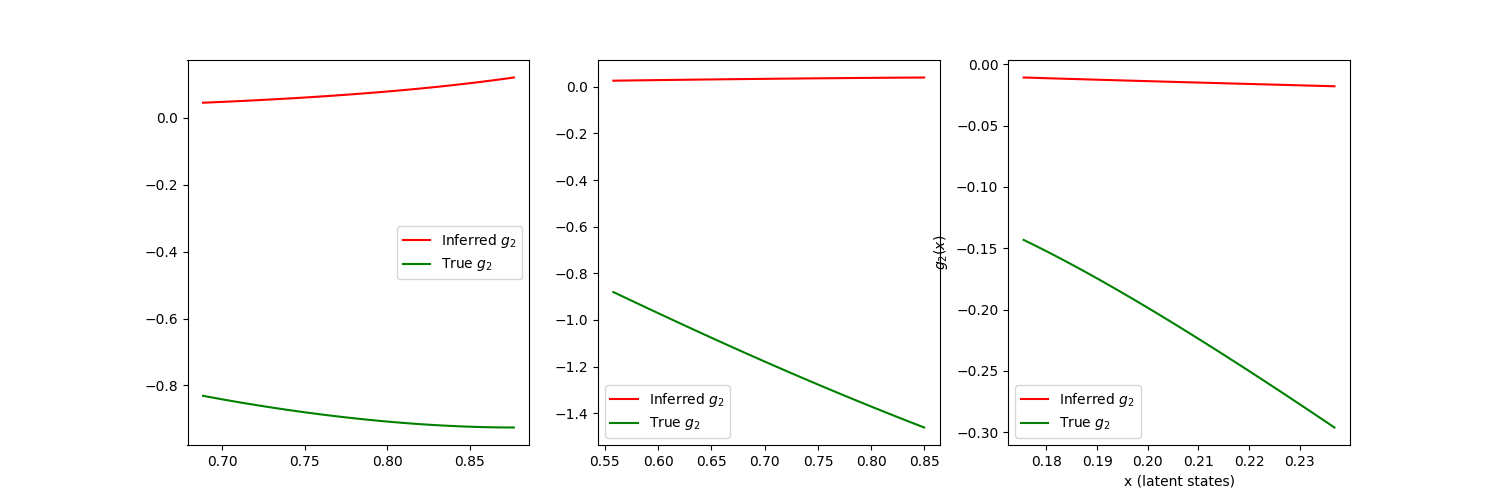 0.0
−0.2
−0.4
−0.6
−0.8
0.70 0.75 0.80 0.85
Inferred g₂
True g₂
0.0
−0.2
−0.4
−0.6
−0.8
−1.0
−1.2
−1.4
0.55 0.60 0.65 0.70 0.75 0.80 0.85
Inferred g₂
True g₂
g₂(x)
0.00
−0.05
−0.10
−0.15
−0.20
−0.25
−0.30
0.18 0.19 0.20 0.21 0.22 0.23
x (latent states)
Inferred g₂
True g₂